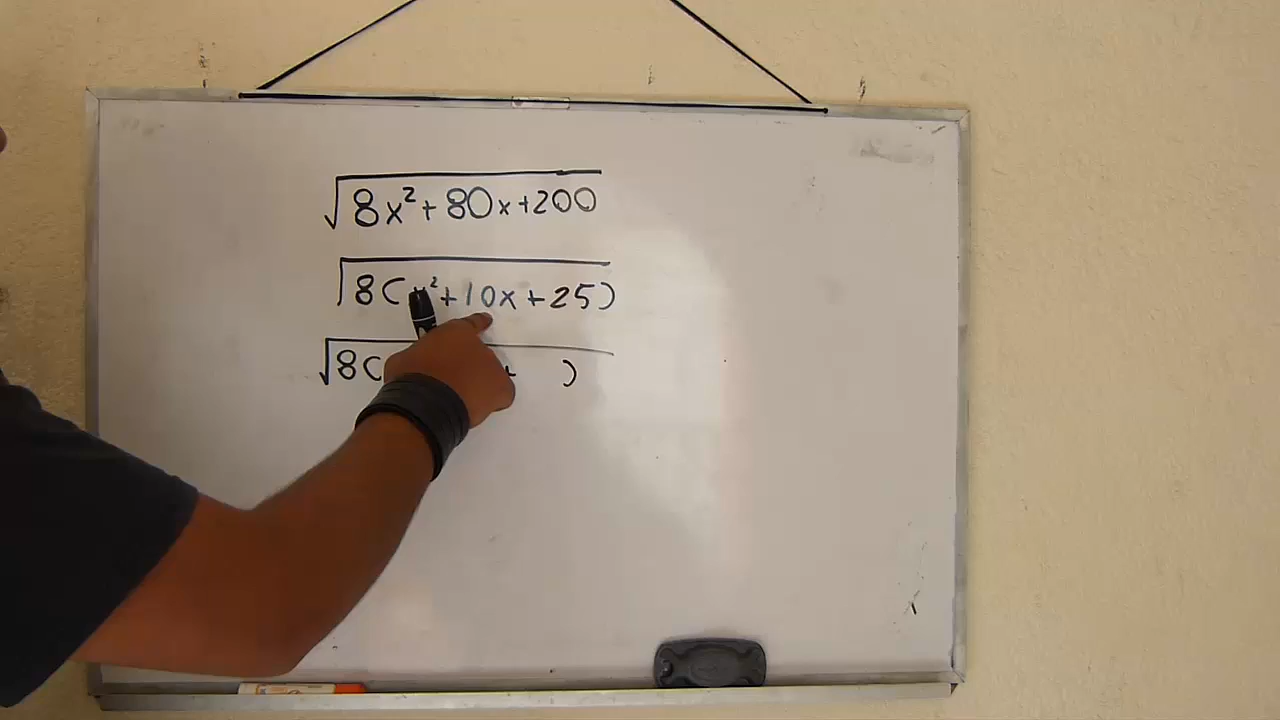 √8x²+80x+200
√8(x²+10x+25)
√8( + )